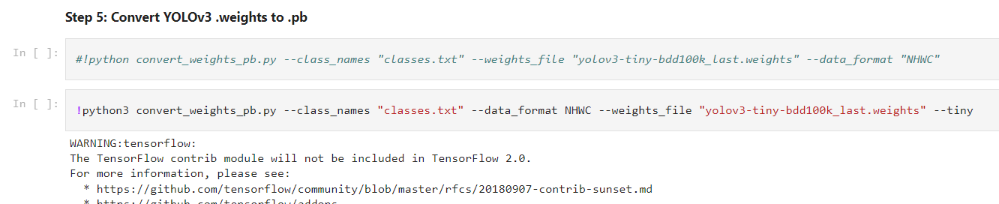 Step 5: Convert YOLOv3 .weights to .pb
In [ ]:
#!python convert_weights_pb.py --class_names "classes.txt" --weights_file "yolov3-tiny-bdd100k_last.weights" --data_format "NHWC"
In [ ]:
!python3 convert_weights_pb.py --class_names "classes.txt" --data_format NHWC --weights_file "yolov3-tiny-bdd100k_last.weights" --tiny
WARNING:tensorflow:
The TensorFlow contrib module will not be included in TensorFlow 2.0.
For more information, please see:
* https://github.com/tensorflow/community/blob/master/rfcs/20180907-contrib-sunset.md
* https://github.com/tensorflow/addons